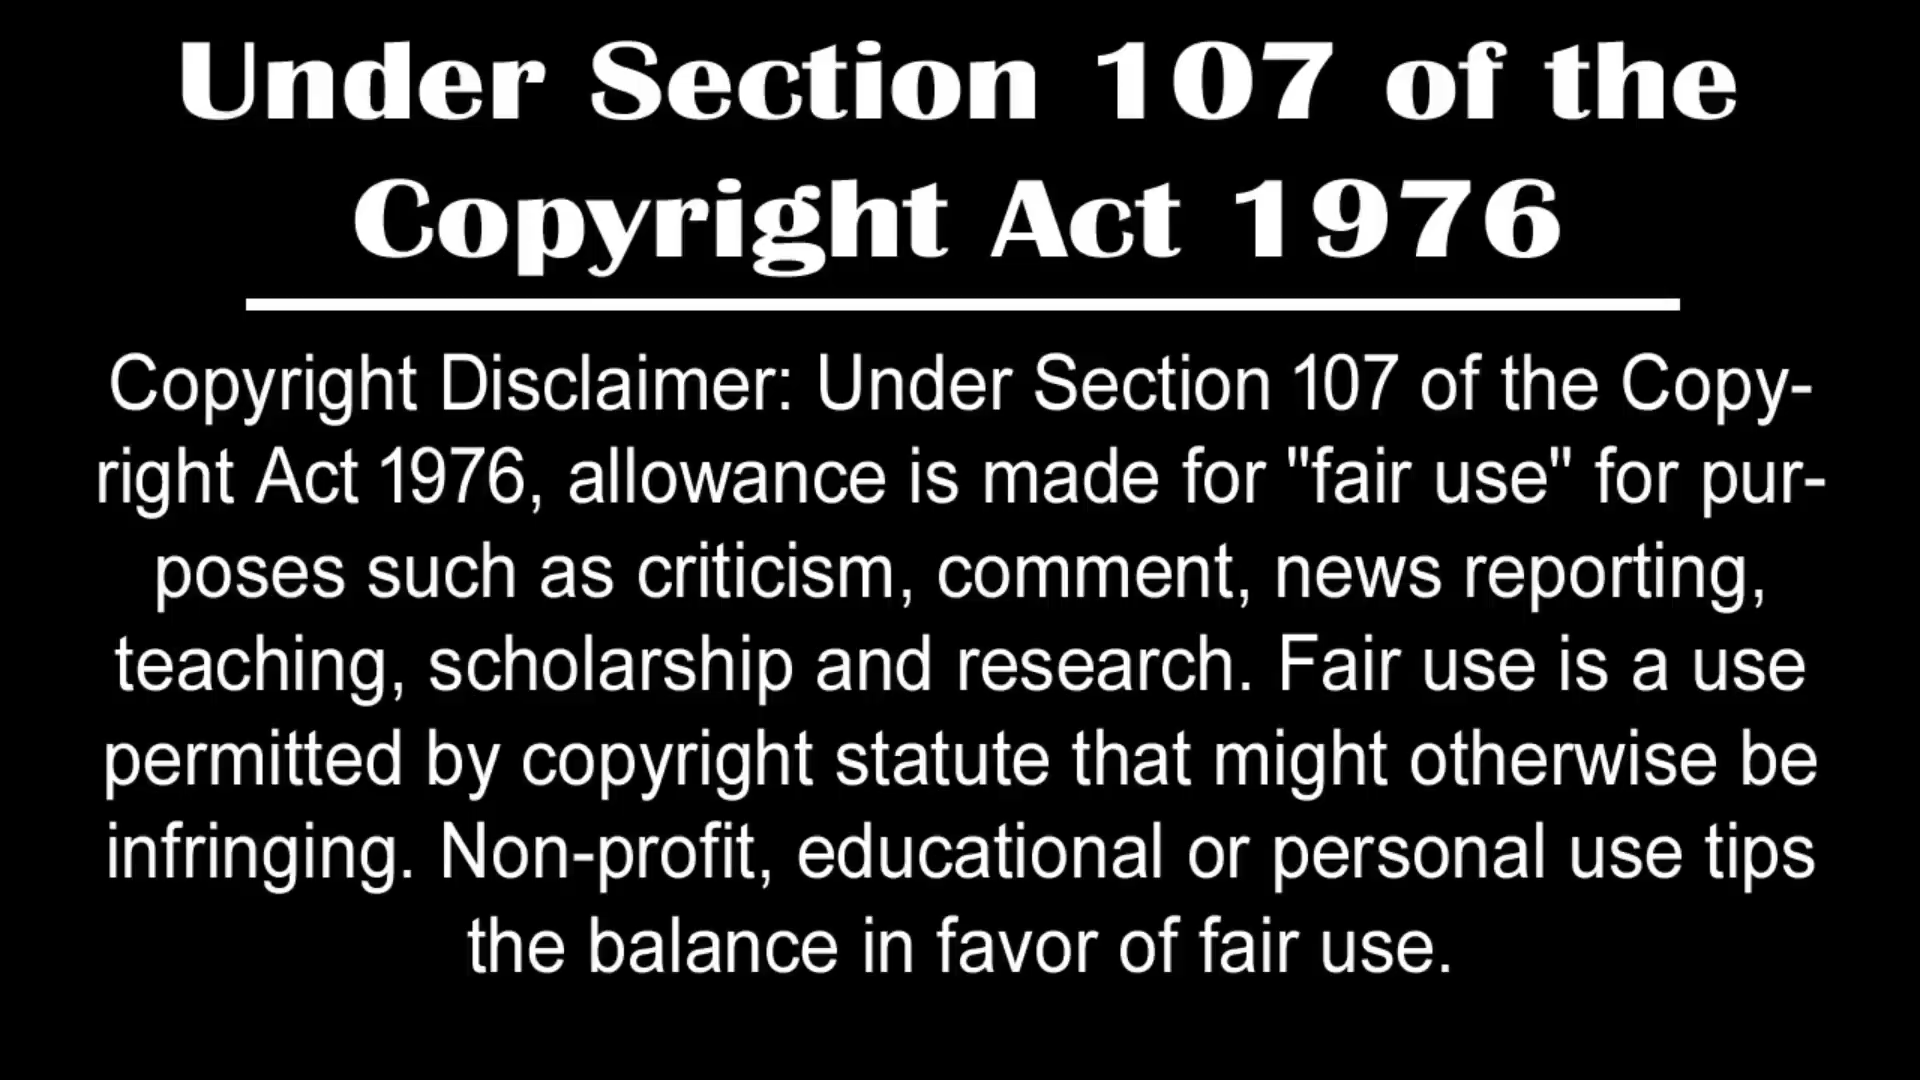 Under Section 107 of the
Copyright Act 1976
Copyright Disclaimer: Under Section 107 of the Copy-
right Act 1976, allowance is made for "fair use" for pur-
poses such as criticism, comment, news reporting,
teaching, scholarship and research. Fair use is a use
permitted by copyright statute that might otherwise be
infringing. Non-profit, educational or personal use tips
the balance in favor of fair use.